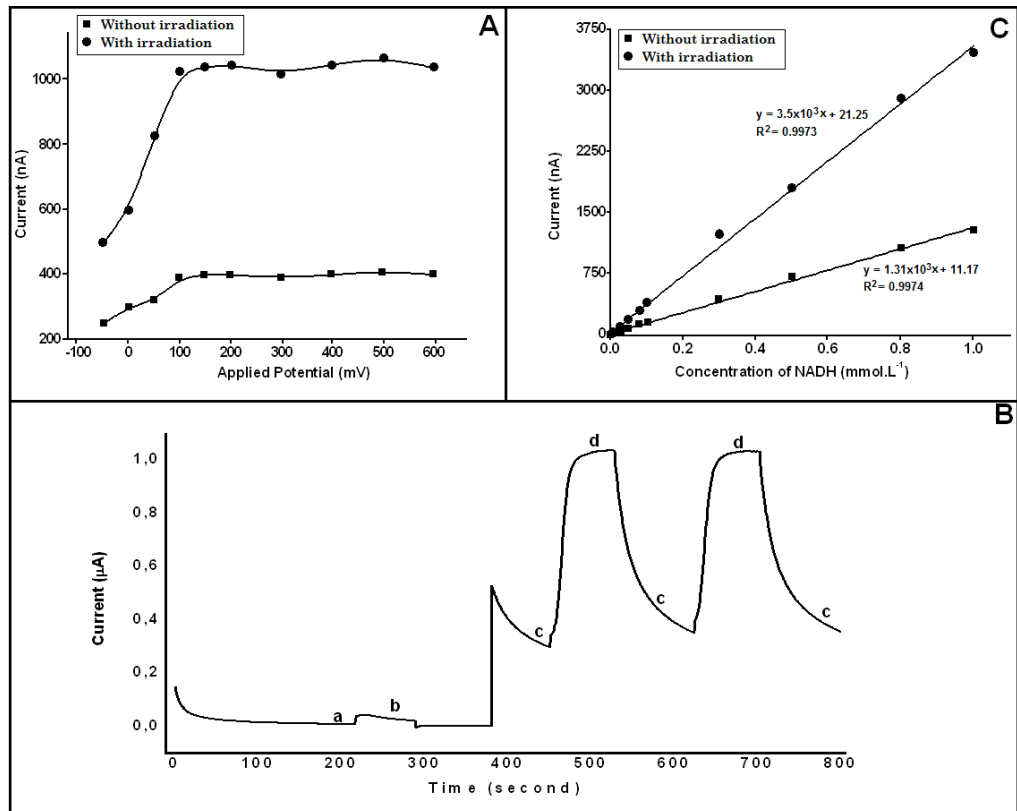 A
Without irradiation
With irradiation
Current (nA)
1000
800
600
400
200
-100 0 100 200 300 400 500 600
Applied Potential (mV)
C
Without irradiation
With irradiation
Current (nA)
3750
3000
2250
1500
750
0
y = 3.5x10³x + 21.25
R² = 0.9973
y = 1.31x10³x + 11.17
R² = 0.9974
0.0 0.2 0.4 0.6 0.8 1.0
Concentration of NADH (mmol.L⁻¹)
B
Current (µA)
1,0
0,8
0,6
0,4
0,2
0,0
a b c d c d c
0 100 200 300 400 500 600 700 800
Time (second)